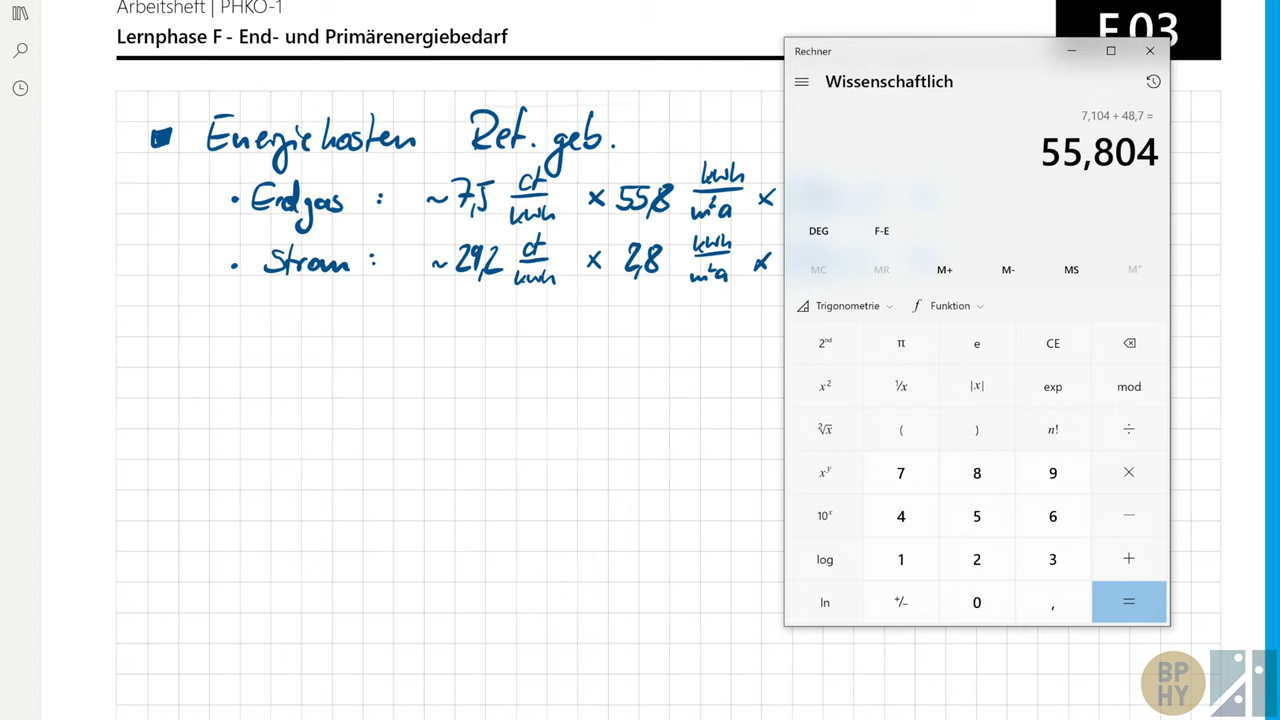 Arbeitsheft | PHKO-1
Lernphase F - End- und Primärenergiebedarf
F 03
■ Energiekosten Ref. geb.
• Erdgas : ~ 7,5 ct/kWh × 55,8 kWh/m²a ×
• Strom : ~ 29,2 ct/kWh × 2,8 kWh/m²a ×
Rechner
Wissenschaftlich
7,104 + 48,7 =
55,804
DEG F-E
MC MR M+ M- MS M˅
Trigonometrie f Funktion
2ⁿᵈ π e CE
x² ¹/x |x| exp mod
²√x ( ) n! ÷
xʸ 7 8 9 ×
10ˣ 4 5 6 −
log 1 2 3 +
ln +/− 0 , =
BP
HY